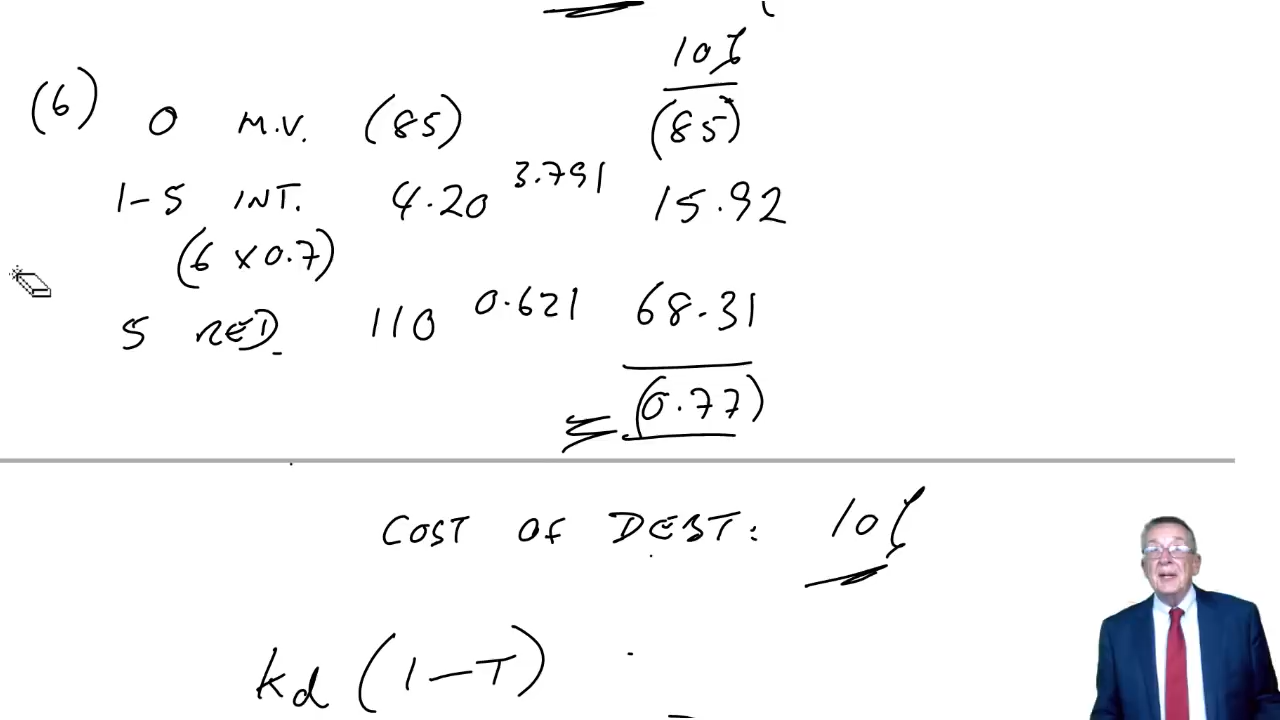 10%
(6) 0 M.V. (85) (85)
1-5 INT. 4.20 3.791 15.92
(6 x 0.7)
5 RED. 110 0.621 68.31
(0.77)
COST OF DEBT: 10%
kd (1-T)